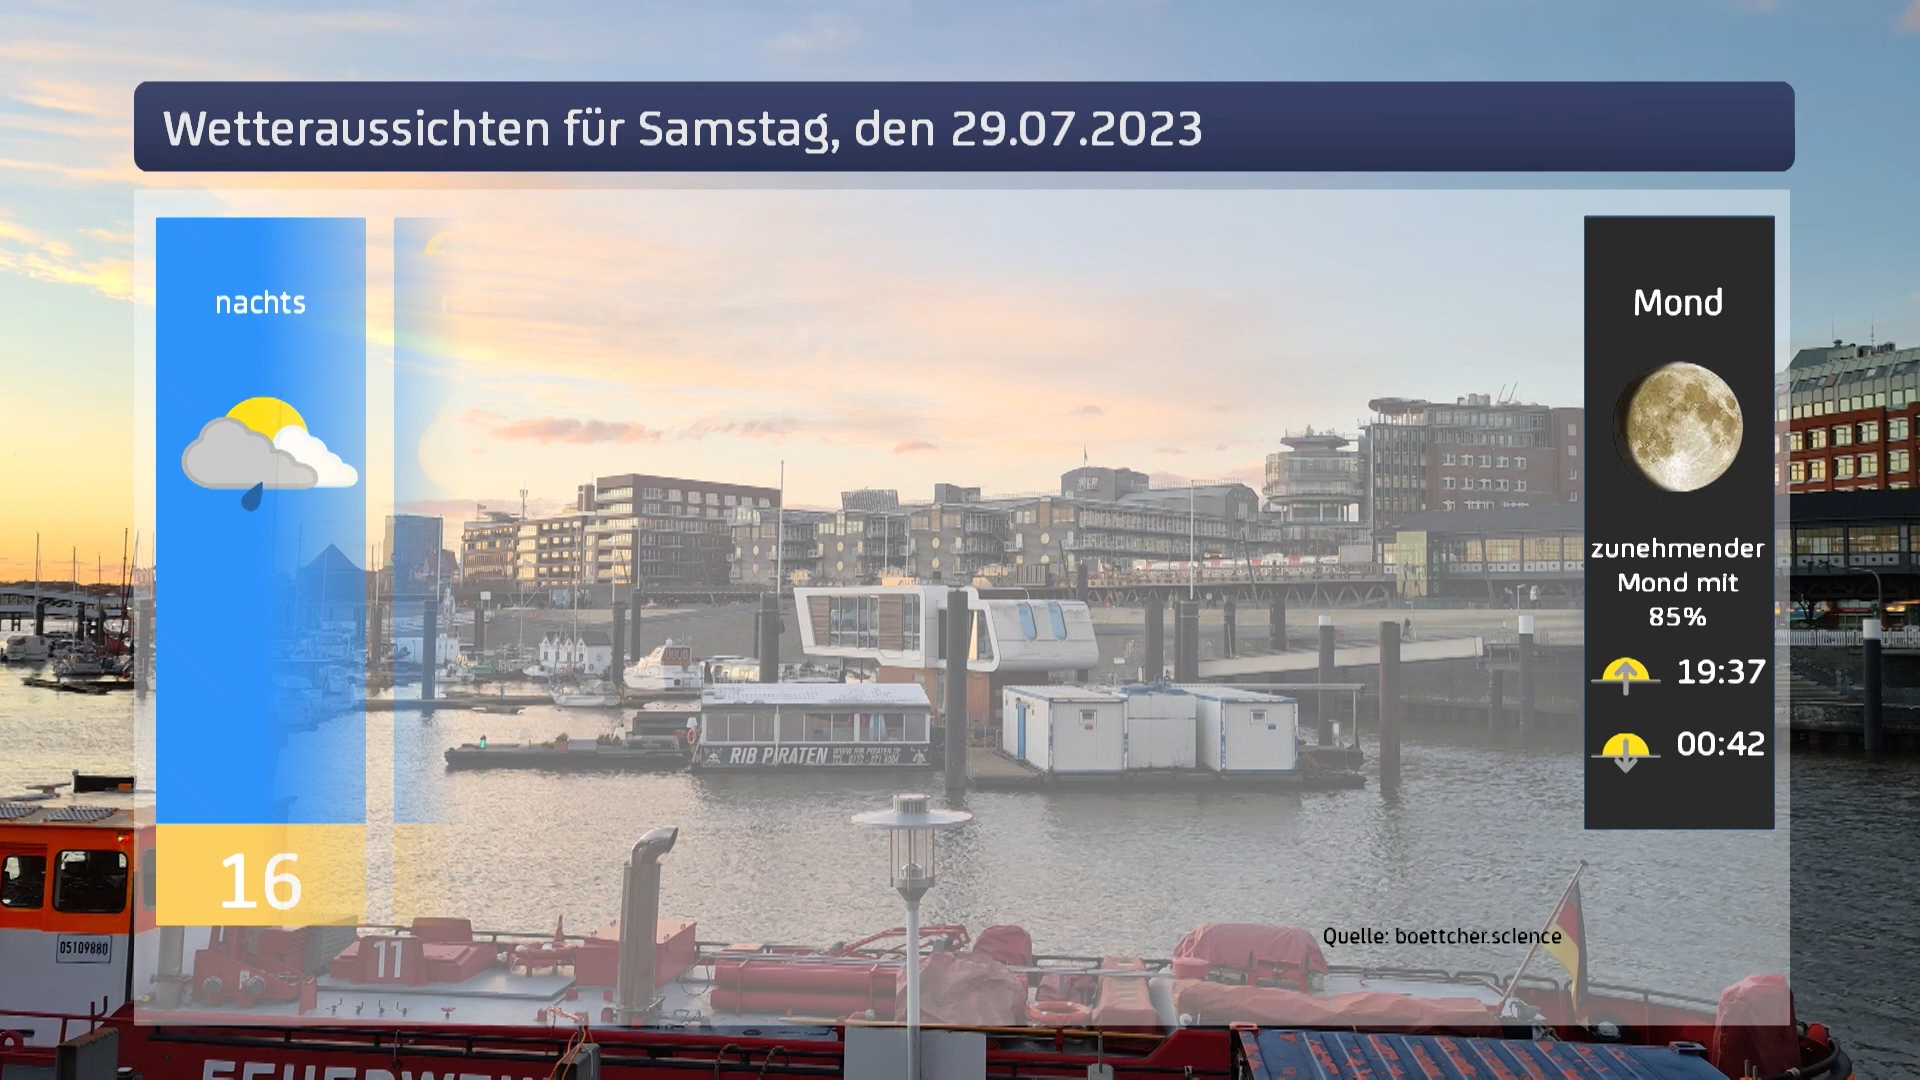 Wetteraussichten für Samstag, den 29.07.2023
nachts
16
Mond
zunehmender
Mond mit
85%
19:37
00:42
Quelle: boettcher.science
RIB PIRATEN
05109880
11